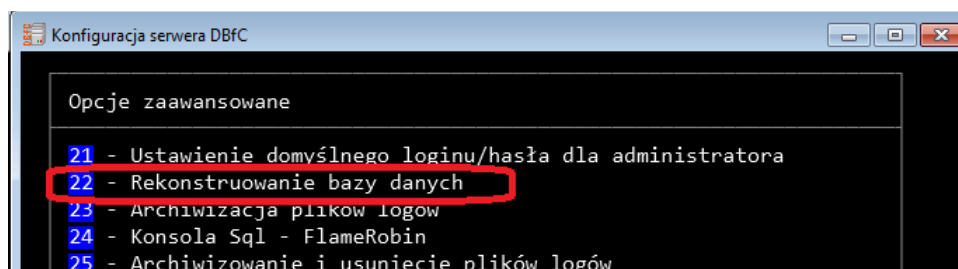 Konfiguracja serwera DBfC
Opcje zaawansowane
21 - Ustawienie domyślnego loginu/hasła dla administratora
22 - Rekonstruowanie bazy danych
23 - Archiwizacja plików logów
24 - Konsola Sql - FlameRobin
25 - Archiwizowanie i usunięcie plików logów